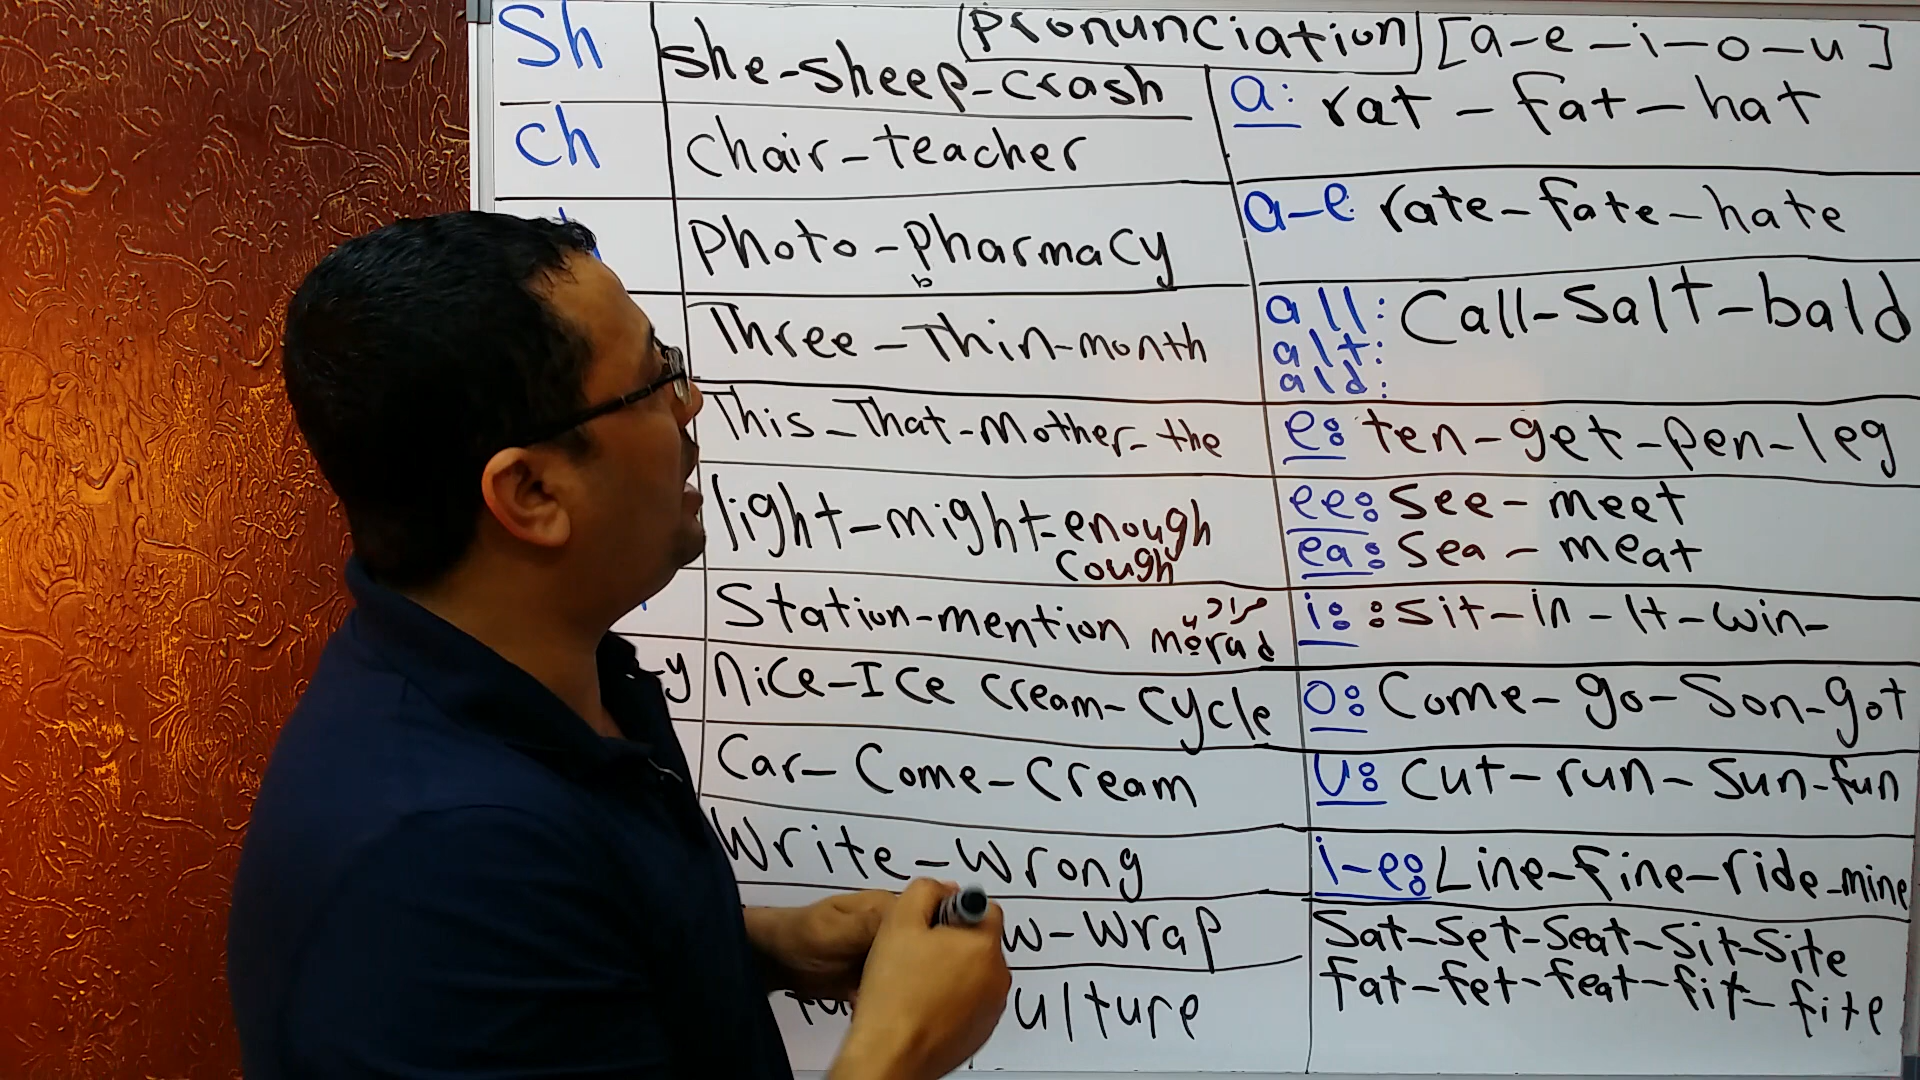 Pronunciation [a-e-i-o-u]
Sh she-sheep-crash
ch chair-teacher
Photo-Pharmacy
b
Three-Thin-month
This-That-Mother-the
light-might-enough
Cough
Station-mention مراد
morad
y Nice-Ice cream-cycle
Car-Come-Cream
Write-Wrong
w-wrap
ulture
a: rat-fat-hat
a-e: rate-fate-hate
all: Call-Salt-bald
alt:
ald:
e: ten-get-pen-leg
ee: see-meet
ea: sea-meat
i: : sit-in-It-win-
o: Come-go-Son-got
U: cut-run-sun-fun
i-e: Line-fine-ride-mine
Sat-Set-Seat-Sit-Site
fat-fet-feat-fit-fite